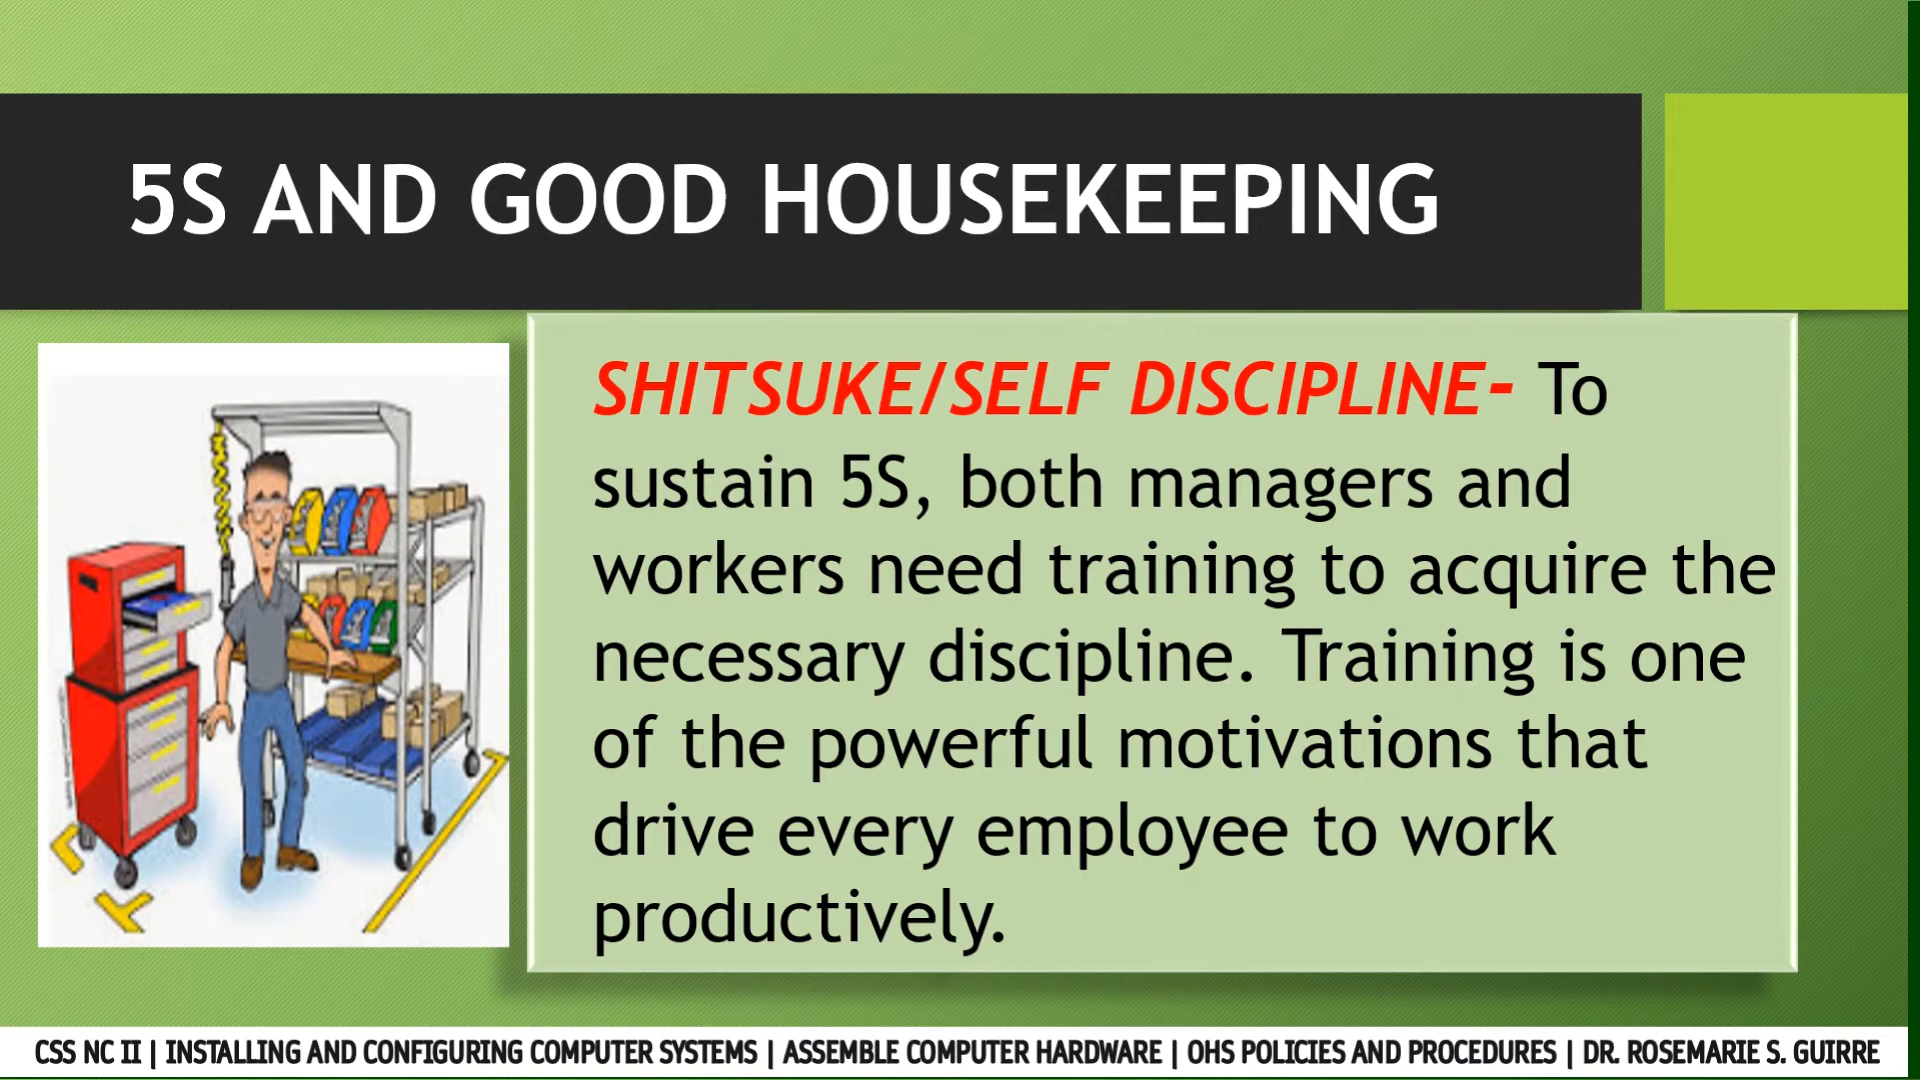 5S AND GOOD HOUSEKEEPING
SHITSUKE/SELF DISCIPLINE- To
sustain 5S, both managers and
workers need training to acquire the
necessary discipline. Training is one
of the powerful motivations that
drive every employee to work
productively.
CSS NC II | INSTALLING AND CONFIGURING COMPUTER SYSTEMS | ASSEMBLE COMPUTER HARDWARE | OHS POLICIES AND PROCEDURES | DR. ROSEMARIE S. GUIRRE